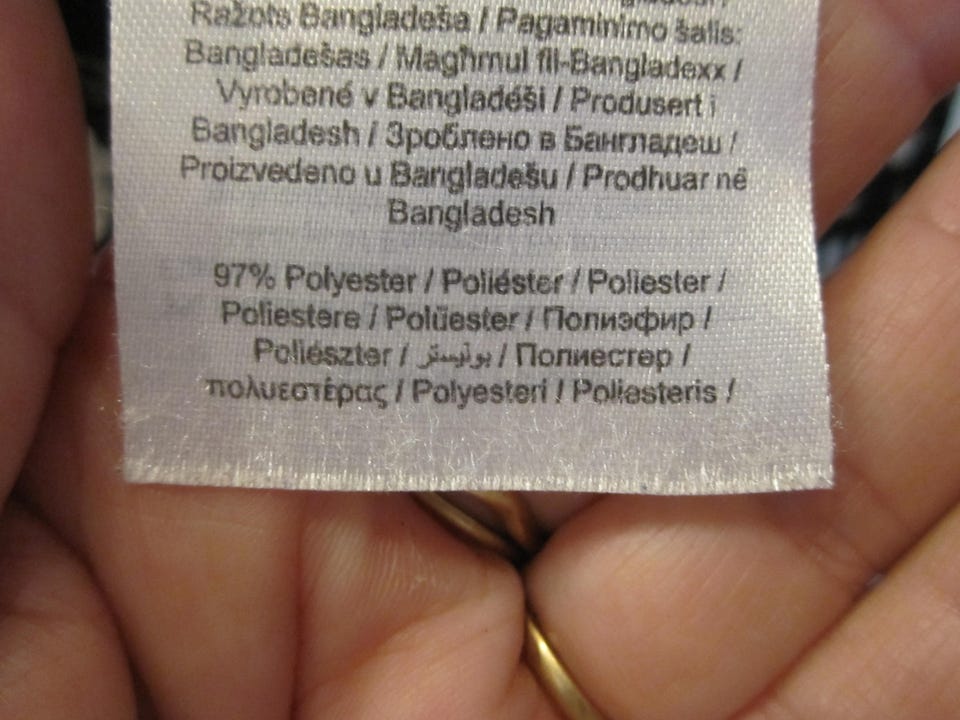 Ražots Bangladeše / Pagaminimo šalis:
Bangladešas / Magħmul fil-Bangladexx /
Vyrobené v Bangladéši / Produsert i
Bangladesh / Зроблено в Бангладеш /
Proizvedeno u Bangladešu / Prodhuar në
Bangladesh
97% Polyester / Poliéster / Poliester /
Poliestere / Polüester / Полиэфир /
Poliészter / بوليستر / Полиестер /
πολυεστέρας / Polyesteri / Poliesteris /